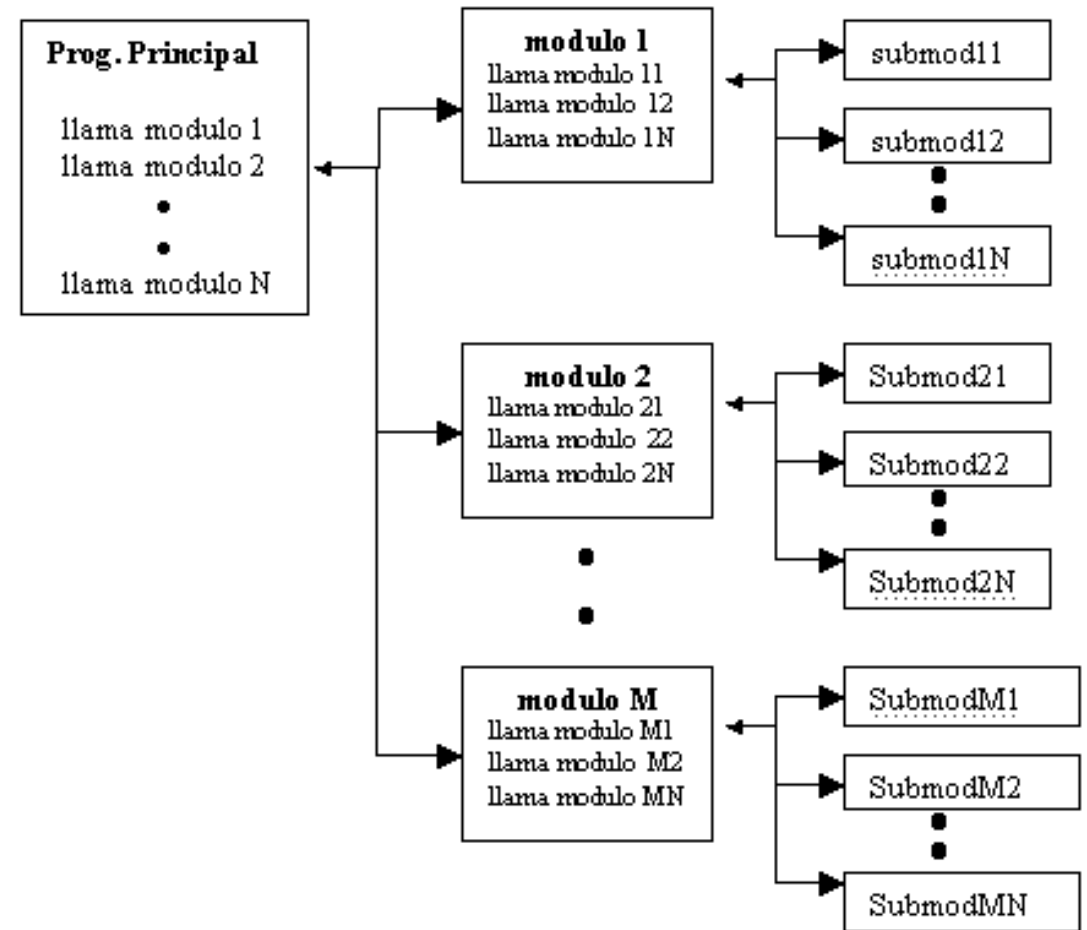 Prog. Principal
llama modulo 1
llama modulo 2
llama modulo N
modulo 1
llama modulo 11
llama modulo 12
llama modulo 1N
submod11
submod12
submod1N
modulo 2
llama modulo 21
llama modulo 22
llama modulo 2N
Submod21
Submod22
Submod2N
modulo M
llama modulo M1
llama modulo M2
llama modulo MN
SubmodM1
SubmodM2
SubmodMN